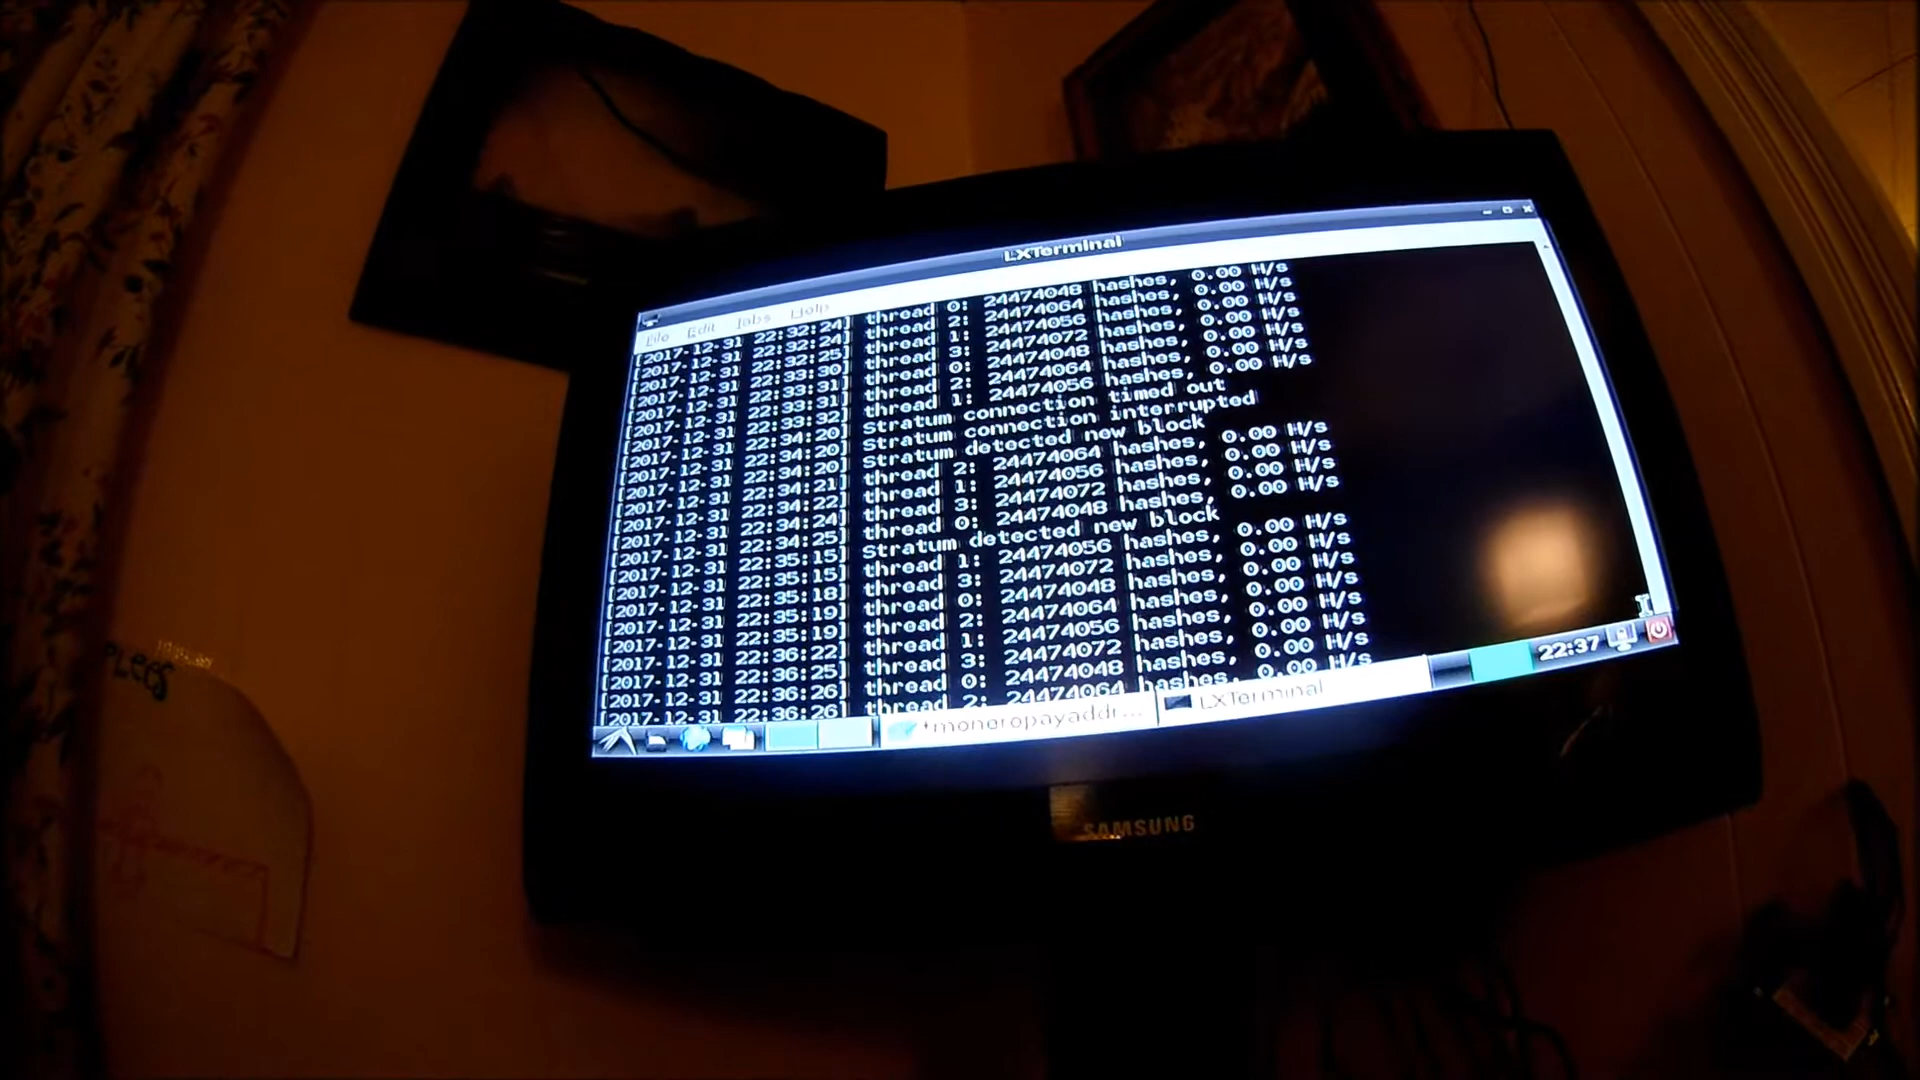 LXTerminal
File Edit Tabs Help
[2017-12-31 22:32:24] thread 0: 24474048 hashes, 0.00 H/s
[2017-12-31 22:32:24] thread 2: 24474064 hashes, 0.00 H/s
[2017-12-31 22:32:25] thread 1: 24474056 hashes, 0.00 H/s
[2017-12-31 22:33:30] thread 3: 24474072 hashes, 0.00 H/s
[2017-12-31 22:33:31] thread 0: 24474048 hashes, 0.00 H/s
[2017-12-31 22:33:31] thread 2: 24474064 hashes, 0.00 H/s
[2017-12-31 22:33:32] thread 1: 24474056 hashes, 0.00 H/s
[2017-12-31 22:34:20] Stratum connection timed out
[2017-12-31 22:34:20] Stratum connection interrupted
[2017-12-31 22:34:20] Stratum detected new block
[2017-12-31 22:34:21] thread 2: 24474064 hashes, 0.00 H/s
[2017-12-31 22:34:22] thread 1: 24474056 hashes, 0.00 H/s
[2017-12-31 22:34:24] thread 3: 24474072 hashes, 0.00 H/s
[2017-12-31 22:34:25] thread 0: 24474048 hashes, 0.00 H/s
[2017-12-31 22:35:15] Stratum detected new block
[2017-12-31 22:35:15] thread 1: 24474056 hashes, 0.00 H/s
[2017-12-31 22:35:18] thread 3: 24474072 hashes, 0.00 H/s
[2017-12-31 22:35:19] thread 0: 24474048 hashes, 0.00 H/s
[2017-12-31 22:35:19] thread 2: 24474064 hashes, 0.00 H/s
[2017-12-31 22:36:22] thread 1: 24474056 hashes, 0.00 H/s
[2017-12-31 22:36:25] thread 3: 24474072 hashes, 0.00 H/s
[2017-12-31 22:36:26] thread 0: 24474048 hashes, 0.00 H/s
[2017-12-31 22:36:26] thread 2: 24474064 hashes, 0.00 H/s
*moneropayaddr... LXTerminal 22:37
SAMSUNG